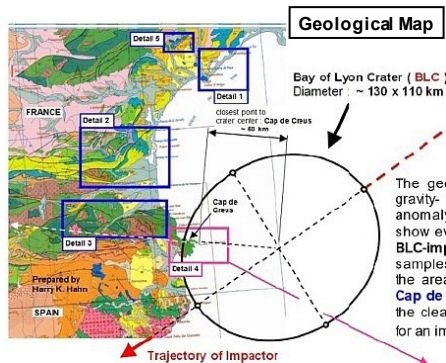 Geological Map
Detail 5
Detail 1
Bay of Lyon Crater ( BLC )
Diameter : ~ 130 x 110 km
FRANCE
closest point to
crater center : Cap de Creus
~ 60 km
Detail 2
Cap de
Creus
Detail 3
Detail 4
The geo
gravity-
anomaly
show ev
BLC-imp
samples
the area
Cap de
the clea
for an im
Prepared by
Harry K. Hahn
SPAIN
Trajectory of Impactor